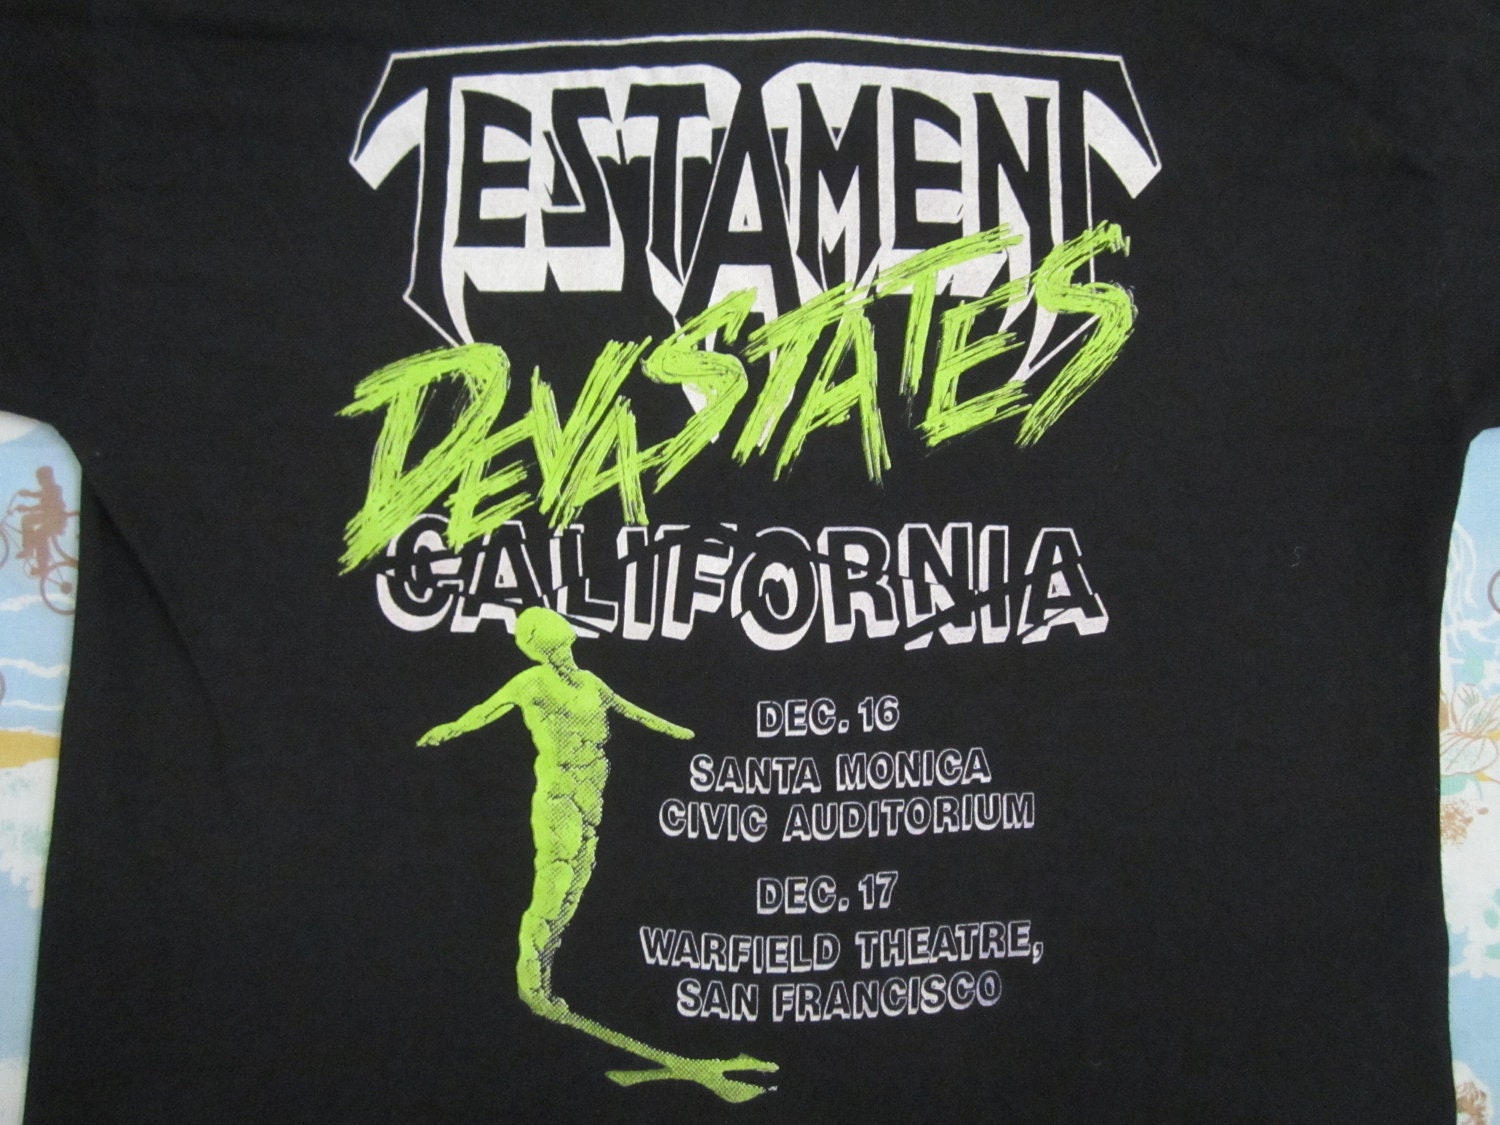 TESTAMENT
DEVASTATES
CALIFORNIA
DEC. 16
SANTA MONICA
CIVIC AUDITORIUM
DEC. 17
WARFIELD THEATRE,
SAN FRANCISCO